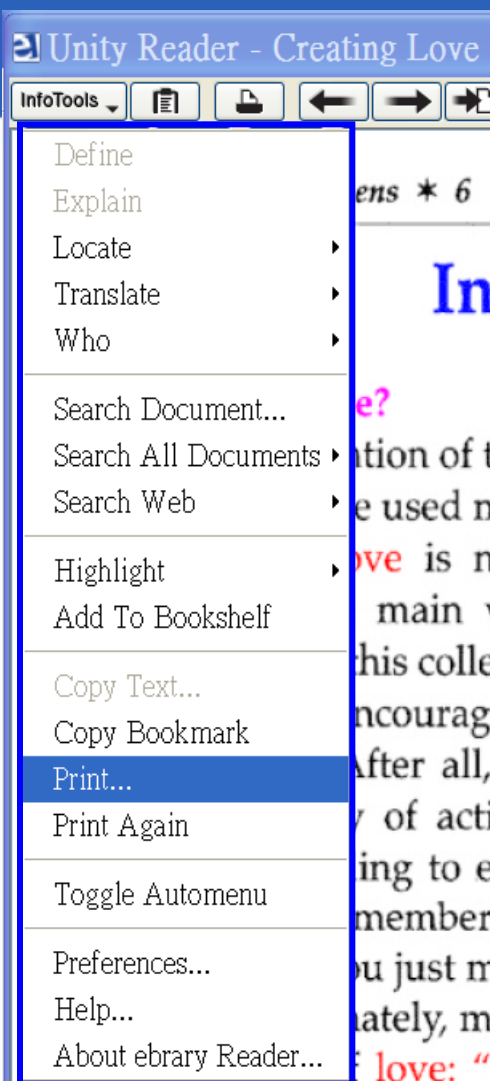 Unity Reader - Creating Love
InfoTools
Define
Explain
Locate
Translate
Who
Search Document...
Search All Documents
Search Web
Highlight
Add To Bookshelf
Copy Text...
Copy Bookmark
Print...
Print Again
Toggle Automenu
Preferences...
Help...
About ebrary Reader...
ens * 6
In
e?
tion of t
e used n
ove is n
main
this colle
ncourag
After all,
y of acti
ing to e
member
ou just m
ately, m
f love: “